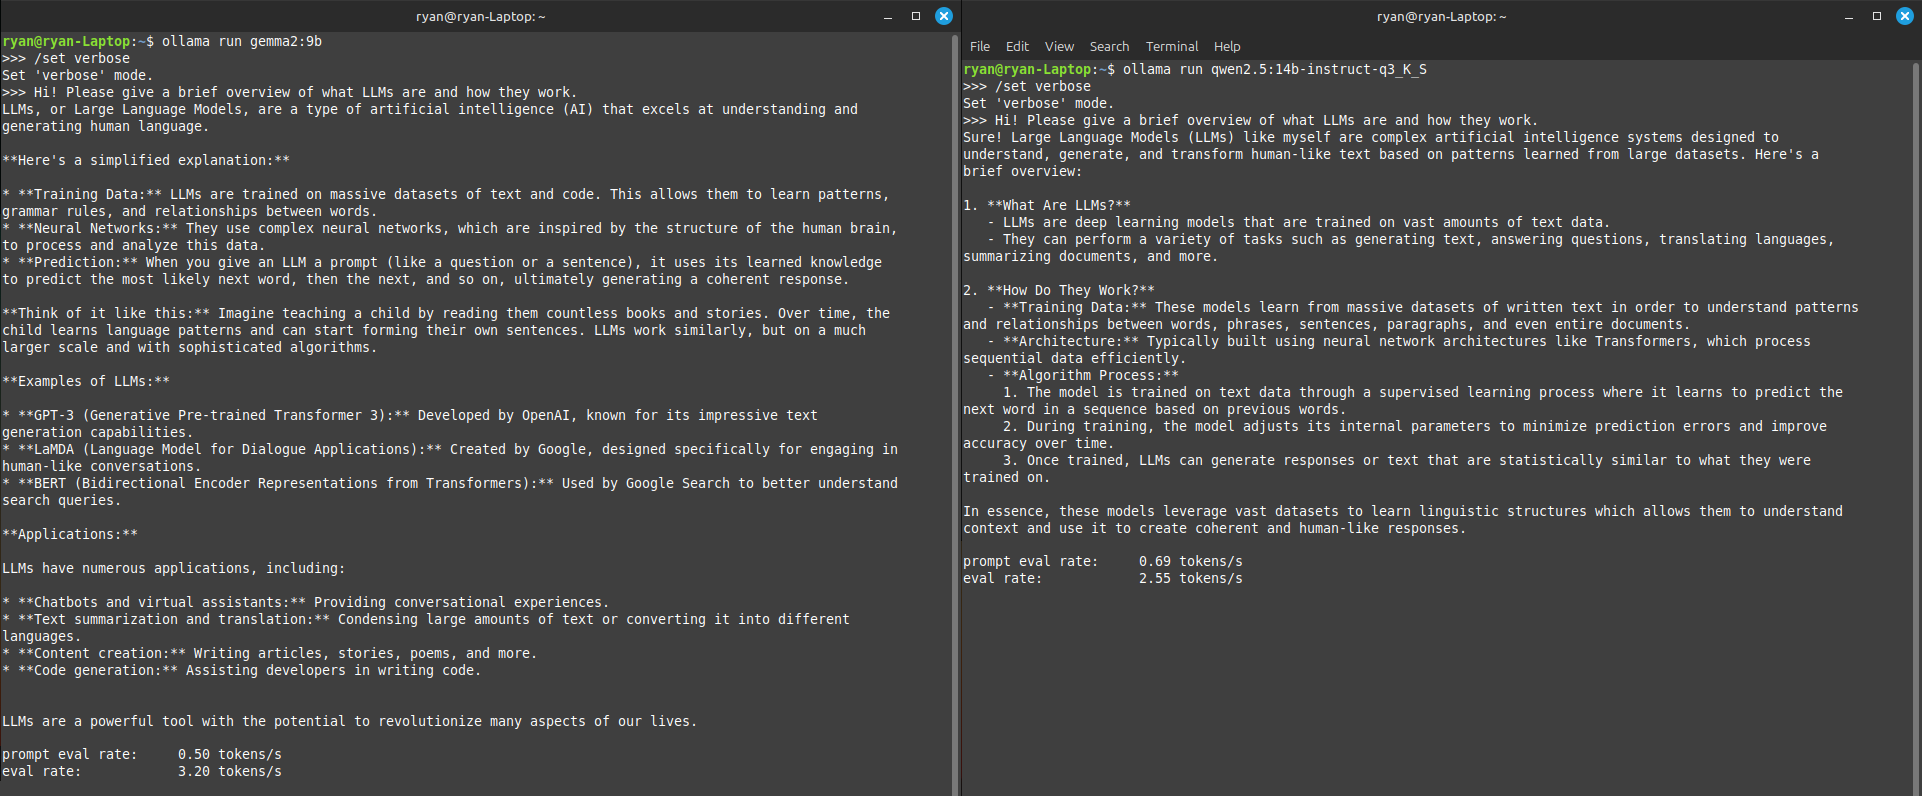 ryan@ryan-Laptop: ~
ryan@ryan-Laptop:~$ ollama run gemma2:9b
>>> /set verbose
Set 'verbose' mode.
>>> Hi! Please give a brief overview of what LLMs are and how they work.
LLMs, or Large Language Models, are a type of artificial intelligence (AI) that excels at understanding and
generating human language.

**Here's a simplified explanation:**

* **Training Data:** LLMs are trained on massive datasets of text and code. This allows them to learn patterns,
grammar rules, and relationships between words.
* **Neural Networks:** They use complex neural networks, which are inspired by the structure of the human brain,
to process and analyze this data.
* **Prediction:** When you give an LLM a prompt (like a question or a sentence), it uses its learned knowledge
to predict the most likely next word, then the next, and so on, ultimately generating a coherent response.

**Think of it like this:** Imagine teaching a child by reading them countless books and stories. Over time, the
child learns language patterns and can start forming their own sentences. LLMs work similarly, but on a much
larger scale and with sophisticated algorithms.

**Examples of LLMs:**

* **GPT-3 (Generative Pre-trained Transformer 3):** Developed by OpenAI, known for its impressive text
generation capabilities.
* **LaMDA (Language Model for Dialogue Applications):** Created by Google, designed specifically for engaging in
human-like conversations.
* **BERT (Bidirectional Encoder Representations from Transformers):** Used by Google Search to better understand
search queries.

**Applications:**

LLMs have numerous applications, including:

* **Chatbots and virtual assistants:** Providing conversational experiences.
* **Text summarization and translation:** Condensing large amounts of text or converting it into different
languages.
* **Content creation:** Writing articles, stories, poems, and more.
* **Code generation:** Assisting developers in writing code.

LLMs are a powerful tool with the potential to revolutionize many aspects of our lives.

prompt eval rate:     0.50 tokens/s
eval rate:            3.20 tokens/s
ryan@ryan-Laptop: ~
File Edit View Search Terminal Help
ryan@ryan-Laptop:~$ ollama run qwen2.5:14b-instruct-q3_K_S
>>> /set verbose
Set 'verbose' mode.
>>> Hi! Please give a brief overview of what LLMs are and how they work.
Sure! Large Language Models (LLMs) like myself are complex artificial intelligence systems designed to
understand, generate, and transform human-like text based on patterns learned from large datasets. Here's a
brief overview:

1. **What Are LLMs?**
   - LLMs are deep learning models that are trained on vast amounts of text data.
   - They can perform a variety of tasks such as generating text, answering questions, translating languages,
summarizing documents, and more.

2. **How Do They Work?**
   - **Training Data:** These models learn from massive datasets of written text in order to understand patterns
and relationships between words, phrases, sentences, paragraphs, and even entire documents.
   - **Architecture:** Typically built using neural network architectures like Transformers, which process
sequential data efficiently.
   - **Algorithm Process:**
     1. The model is trained on text data through a supervised learning process where it learns to predict the
next word in a sequence based on previous words.
     2. During training, the model adjusts its internal parameters to minimize prediction errors and improve
accuracy over time.
     3. Once trained, LLMs can generate responses or text that are statistically similar to what they were
trained on.

In essence, these models leverage vast datasets to learn linguistic structures which allows them to understand
context and use it to create coherent and human-like responses.

prompt eval rate:     0.69 tokens/s
eval rate:            2.55 tokens/s